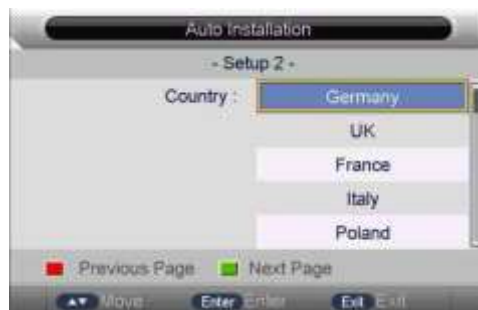 Auto Installation
- Setup 2 -
Country : Germany
UK
France
Italy
Poland
Previous Page Next Page
Move Enter Enter Exit Exit